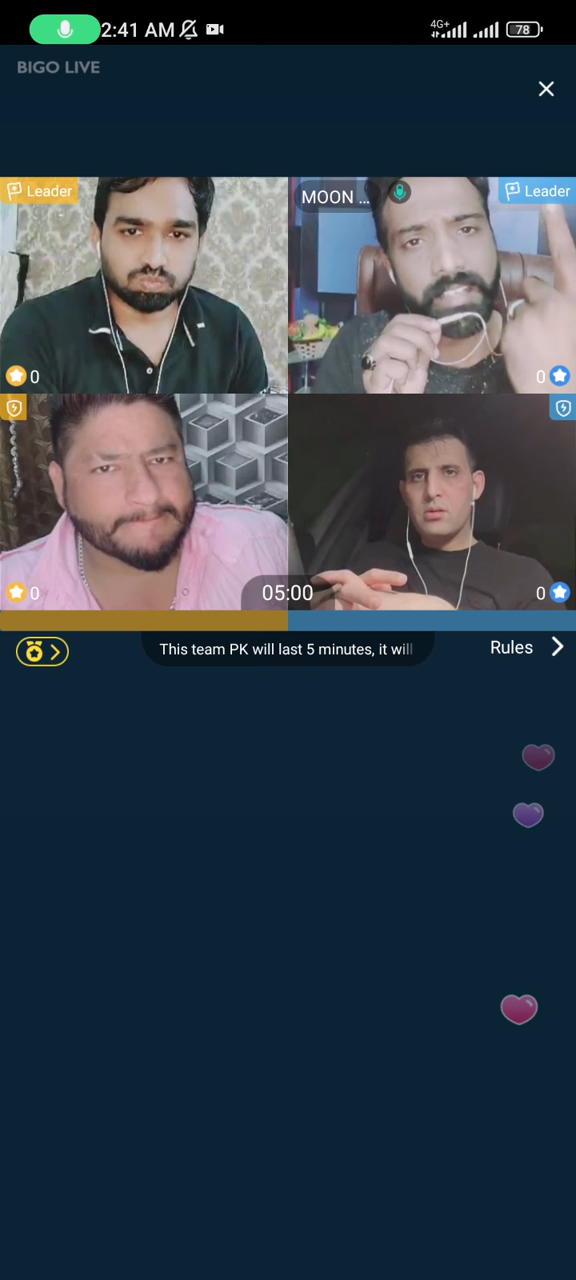 2:41 AM
4G+
78
BIGO LIVE
Leader
MOON ...
Leader
0
0
0
05:00
0
This team PK will last 5 minutes, it will
Rules